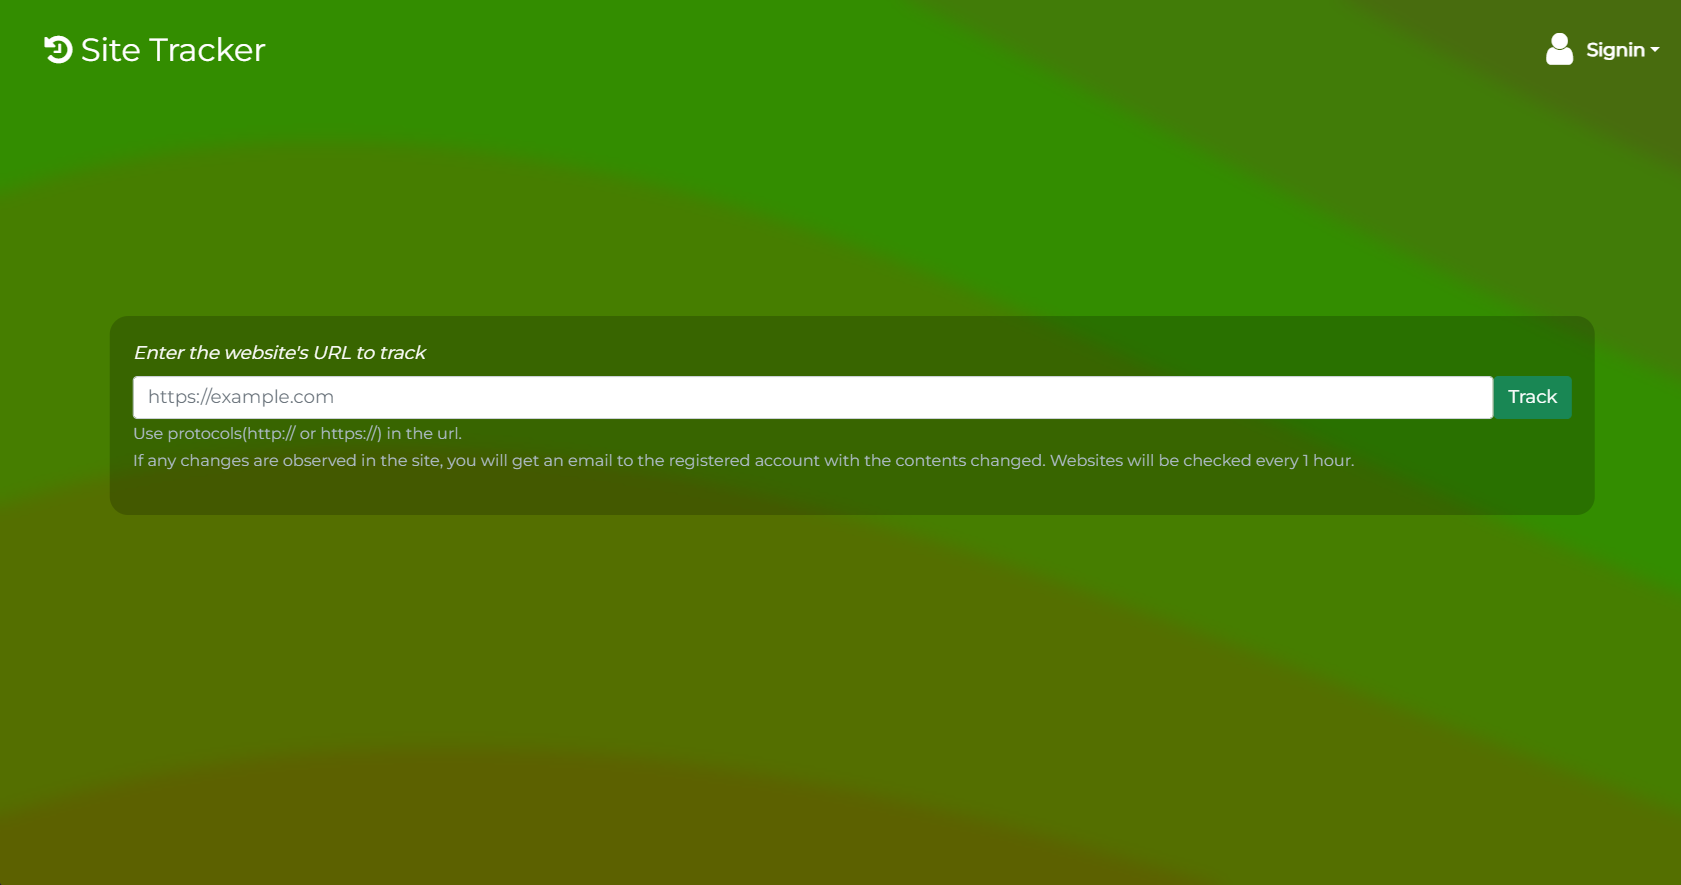 Site Tracker
Signin
Enter the website's URL to track
https://example.com
Track
Use protocols(http:// or https://) in the url.
If any changes are observed in the site, you will get an email to the registered account with the contents changed. Websites will be checked every 1 hour.